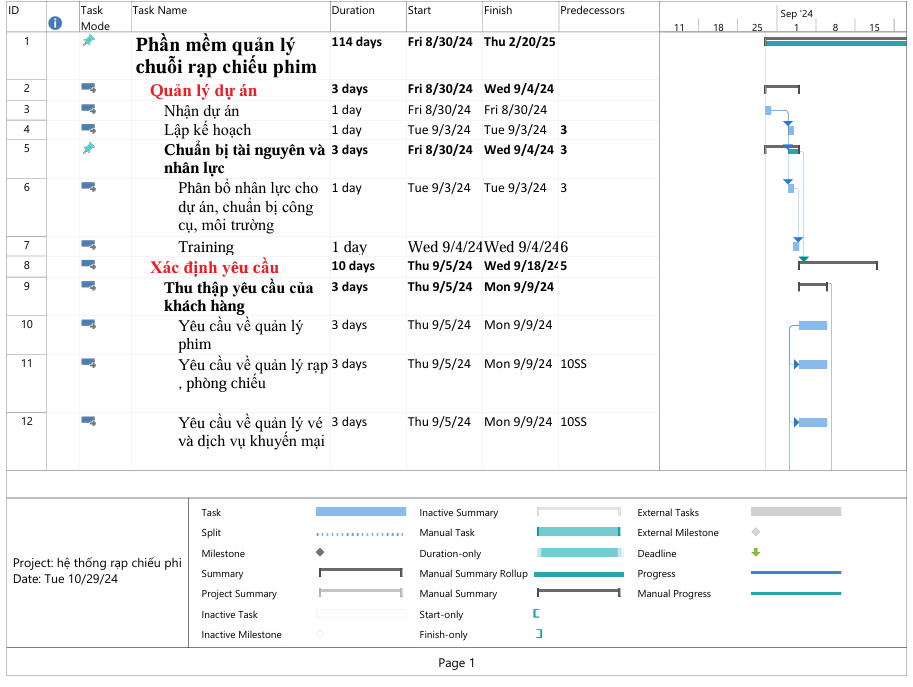 ID Task Mode Task Name Duration Start Finish Predecessors
Sep '24
11 18 25 1 8 15
1 Phần mềm quản lý chuỗi rạp chiếu phim 114 days Fri 8/30/24 Thu 2/20/25
2 Quản lý dự án 3 days Fri 8/30/24 Wed 9/4/24
3 Nhận dự án 1 day Fri 8/30/24 Fri 8/30/24
4 Lập kế hoạch 1 day Tue 9/3/24 Tue 9/3/24 3
5 Chuẩn bị tài nguyên và nhân lực 3 days Fri 8/30/24 Wed 9/4/24 3
6 Phân bổ nhân lực cho dự án, chuẩn bị công cụ, môi trường 1 day Tue 9/3/24 Tue 9/3/24 3
7 Training 1 day Wed 9/4/24 Wed 9/4/24 6
8 Xác định yêu cầu 10 days Thu 9/5/24 Wed 9/18/24 5
9 Thu thập yêu cầu của khách hàng 3 days Thu 9/5/24 Mon 9/9/24
10 Yêu cầu về quản lý phim 3 days Thu 9/5/24 Mon 9/9/24
11 Yêu cầu về quản lý rạp , phòng chiếu 3 days Thu 9/5/24 Mon 9/9/24 10SS
12 Yêu cầu về quản lý vé và dịch vụ khuyến mại 3 days Thu 9/5/24 Mon 9/9/24 10SS
Project: hệ thống rạp chiếu phi
Date: Tue 10/29/24
Task
Split
Milestone
Summary
Project Summary
Inactive Task
Inactive Milestone
Inactive Summary
Manual Task
Duration-only
Manual Summary Rollup
Manual Summary
Start-only
Finish-only
External Tasks
External Milestone
Deadline
Progress
Manual Progress
Page 1